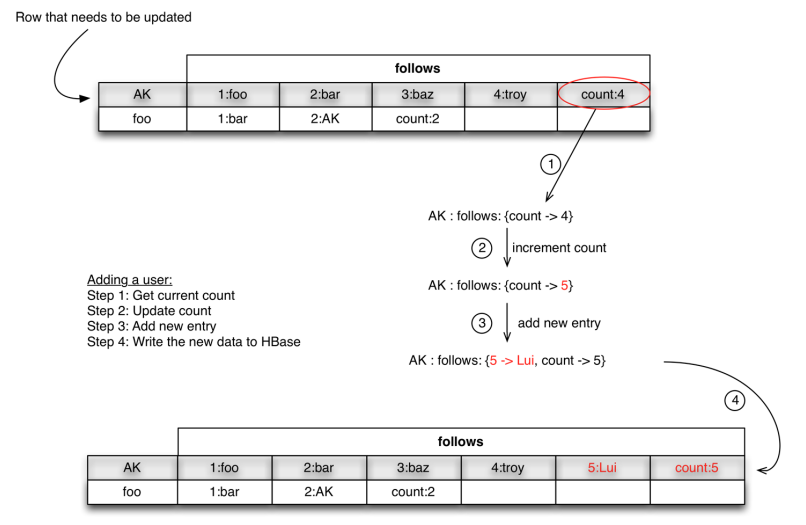 Row that needs to be updated
follows
AK 1:foo 2:bar 3:baz 4:troy count:4
foo 1:bar 2:AK count:2
1
AK : follows: {count -> 4}
2 increment count
Adding a user:
AK : follows: {count -> 5}
Step 1: Get current count
Step 2: Update count
Step 3: Add new entry
3 add new entry
Step 4: Write the new data to HBase
AK : follows: {5 -> Lui, count -> 5}
4
follows
AK 1:foo 2:bar 3:baz 4:troy 5:Lui count:5
foo 1:bar 2:AK count:2